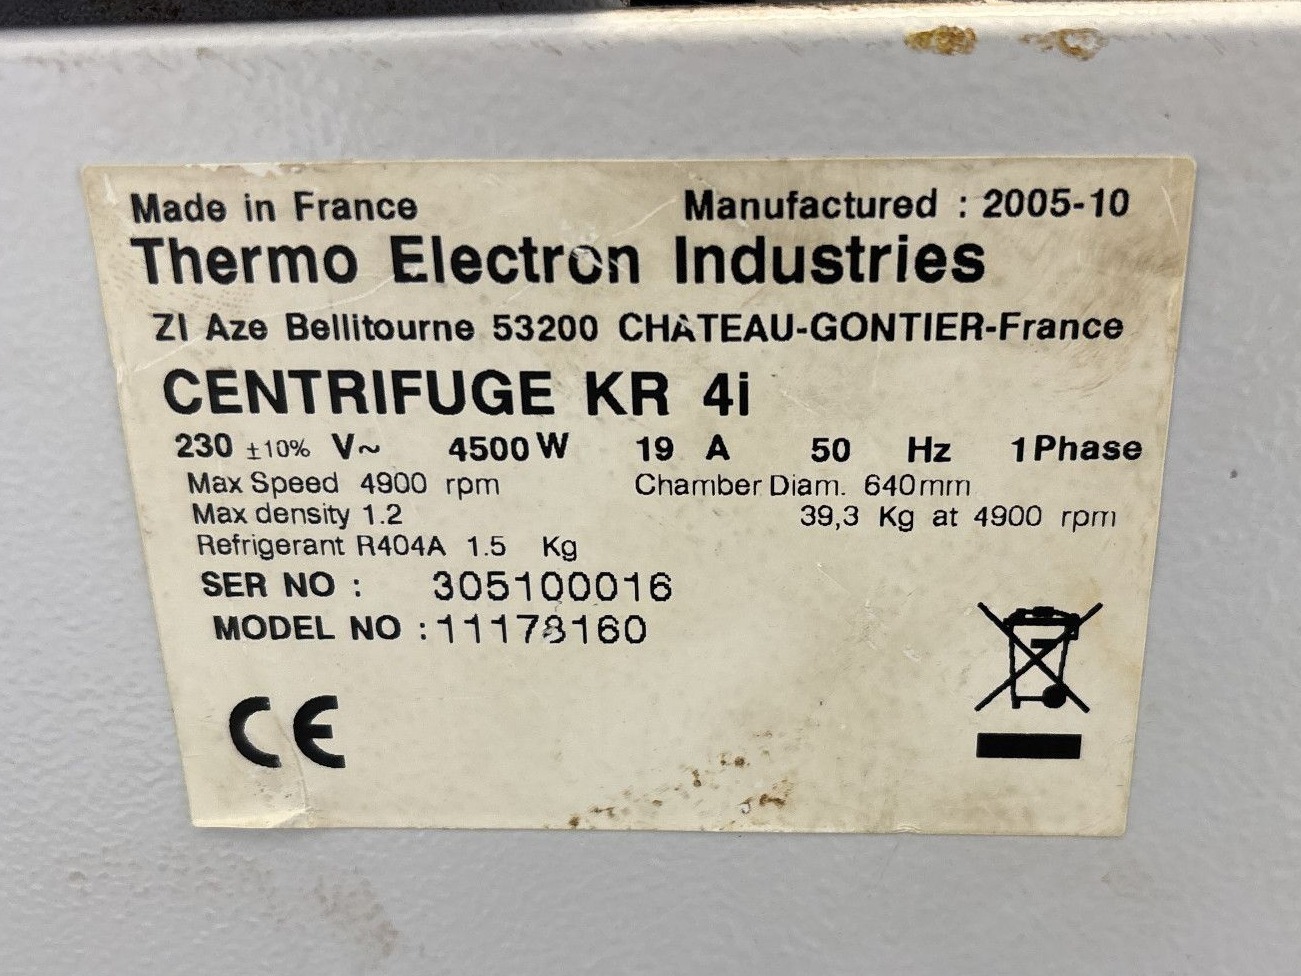 Made in France Manufactured : 2005-10
Thermo Electron Industries
ZI Aze Bellitourne 53200 CHATEAU-GONTIER-France
CENTRIFUGE KR 4i
230 ±10% V~ 4500 W 19 A 50 Hz 1 Phase
Max Speed 4900 rpm Chamber Diam. 640mm
Max density 1.2 39,3 Kg at 4900 rpm
Refrigerant R404A 1.5 Kg
SER NO : 305100016
MODEL NO : 11178160
CE